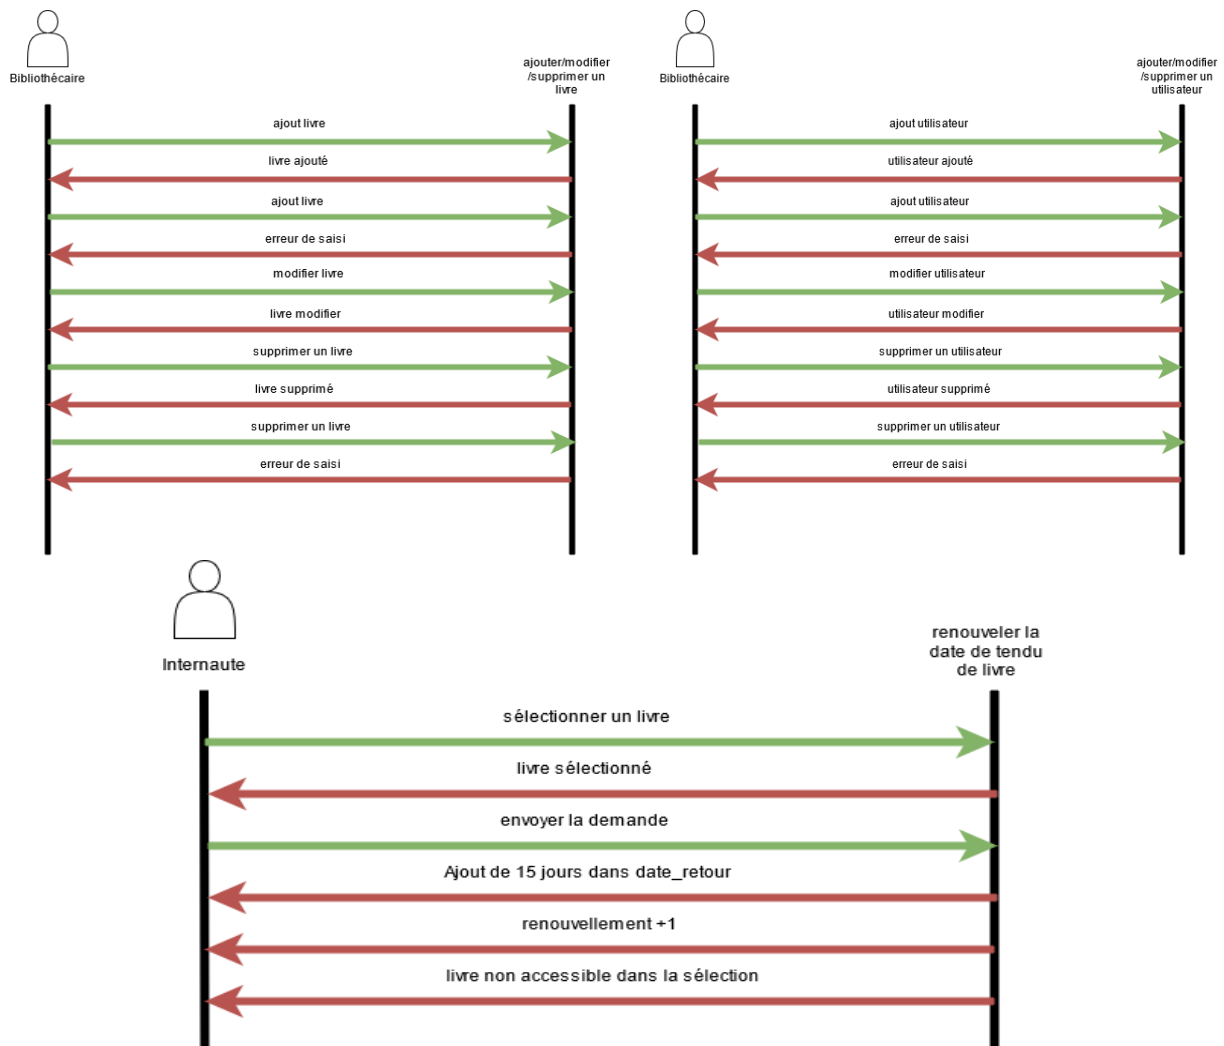 Bibliothécaire
ajouter/modifier
/supprimer un
livre
ajout livre
livre ajouté
ajout livre
erreur de saisi
modifier livre
livre modifier
supprimer un livre
livre supprimé
supprimer un livre
erreur de saisi
Bibliothécaire
ajouter/modifier
/supprimer un
utilisateur
ajout utilisateur
utilisateur ajouté
ajout utilisateur
erreur de saisi
modifier utilisateur
utilisateur modifier
supprimer un utilisateur
utilisateur supprimé
supprimer un utilisateur
erreur de saisi
Internaute
renouveler la
date de tendu
de livre
sélectionner un livre
livre sélectionné
envoyer la demande
Ajout de 15 jours dans date_retour
renouvellement +1
livre non accessible dans la sélection